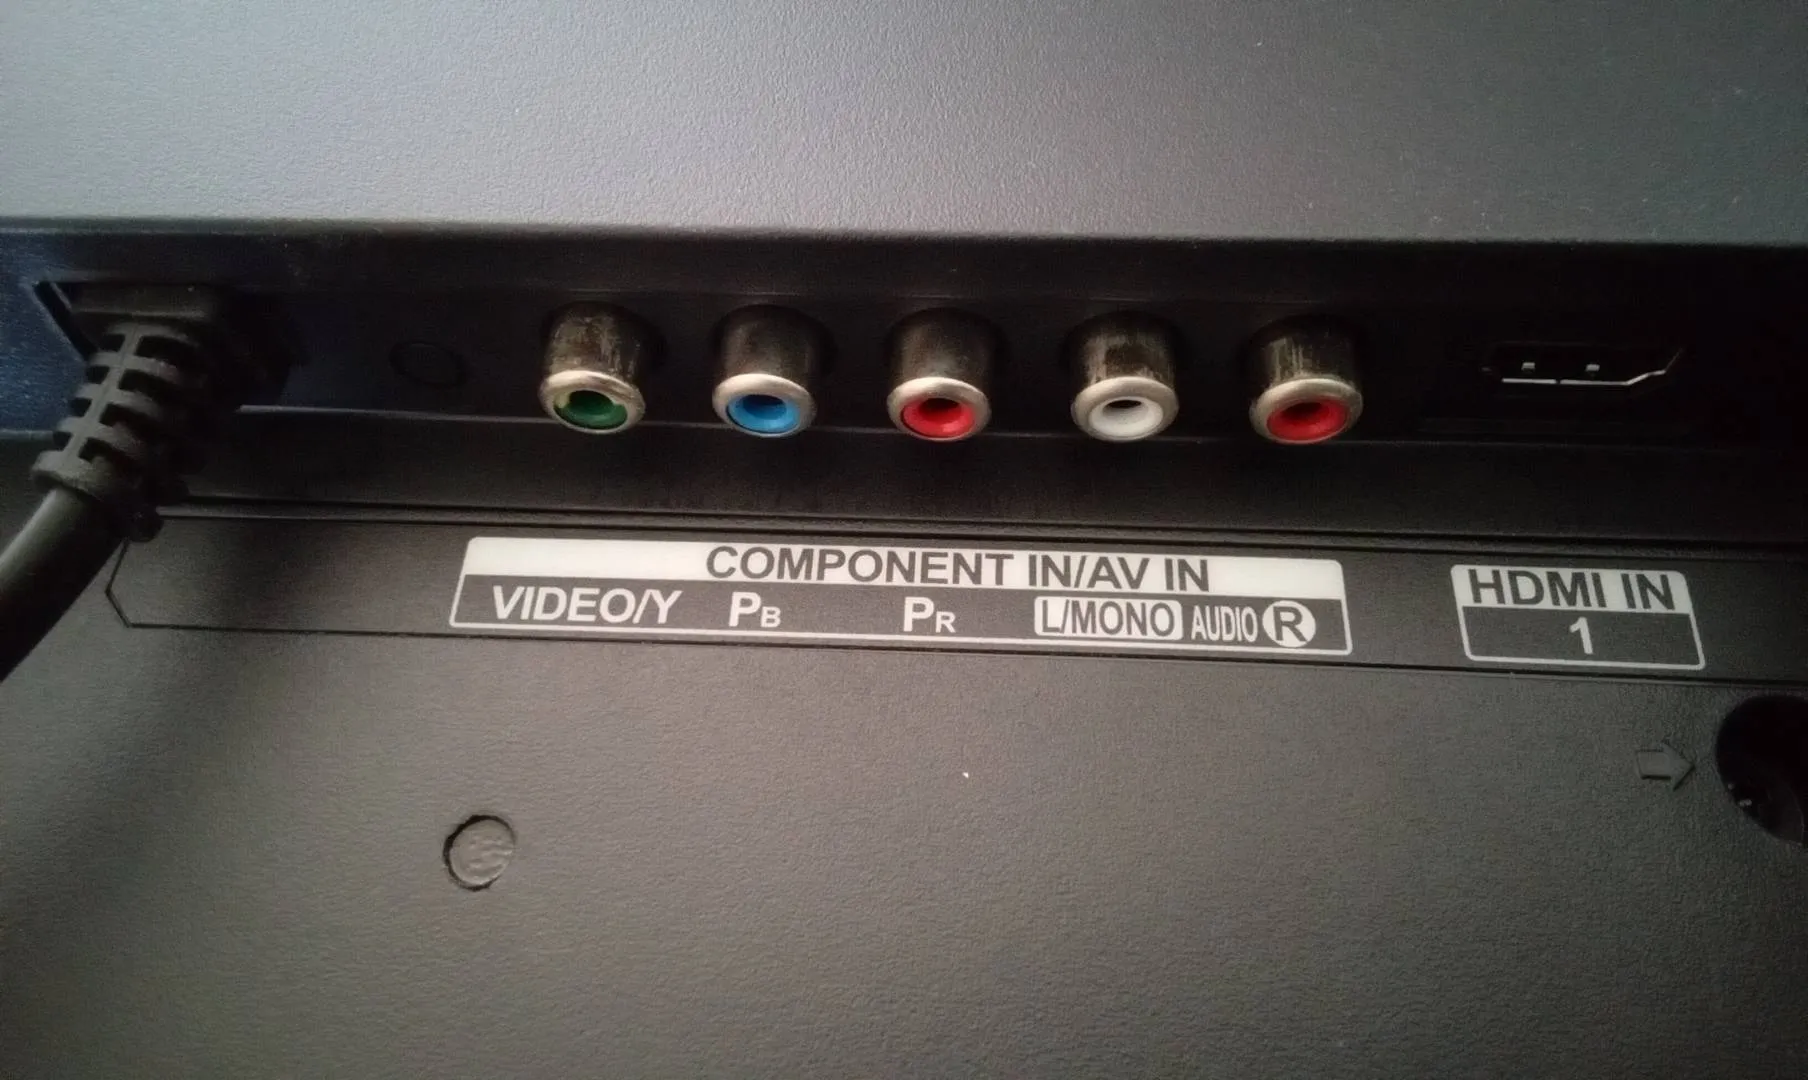 COMPONENT IN/AV IN
VIDEO/Y PB PR L/MONO AUDIO R
HDMI IN
1